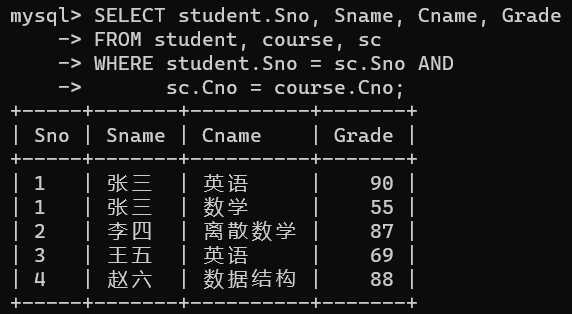 mysql> SELECT student.Sno, Sname, Cname, Grade
    -> FROM student, course, sc
    -> WHERE student.Sno = sc.Sno AND
    ->       sc.Cno = course.Cno;
+-----+-------+----------+-------+
| Sno | Sname | Cname    | Grade |
+-----+-------+----------+-------+
| 1   | 张三  | 英语     |    90 |
| 1   | 张三  | 数学     |    55 |
| 2   | 李四  | 离散数学 |    87 |
| 3   | 王五  | 英语     |    69 |
| 4   | 赵六  | 数据结构 |    88 |
+-----+-------+----------+-------+